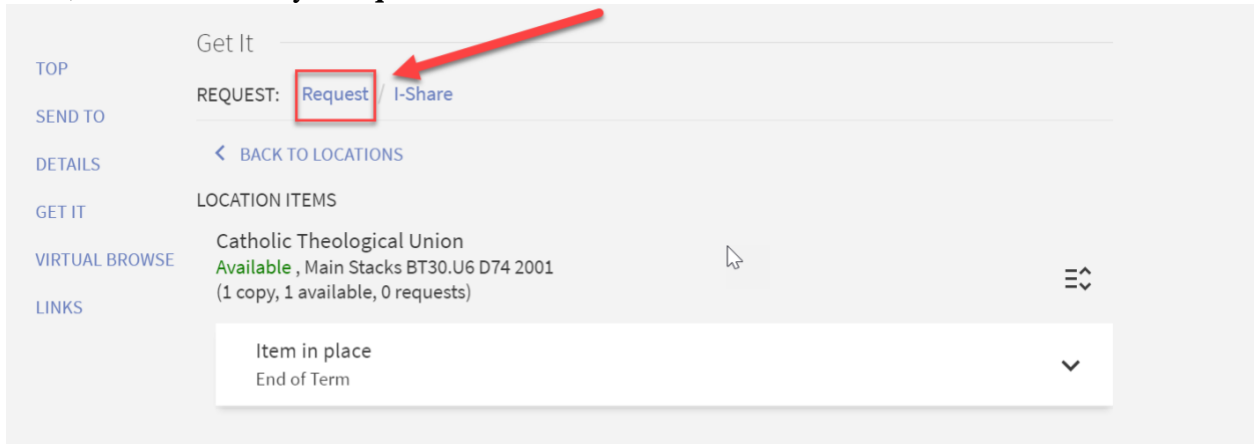 Get It
TOP
SEND TO
DETAILS
GET IT
VIRTUAL BROWSE
LINKS
REQUEST: Request / I-Share
BACK TO LOCATIONS
LOCATION ITEMS
Catholic Theological Union
Available , Main Stacks BT30.U6 D74 2001
(1 copy, 1 available, 0 requests)
Item in place
End of Term